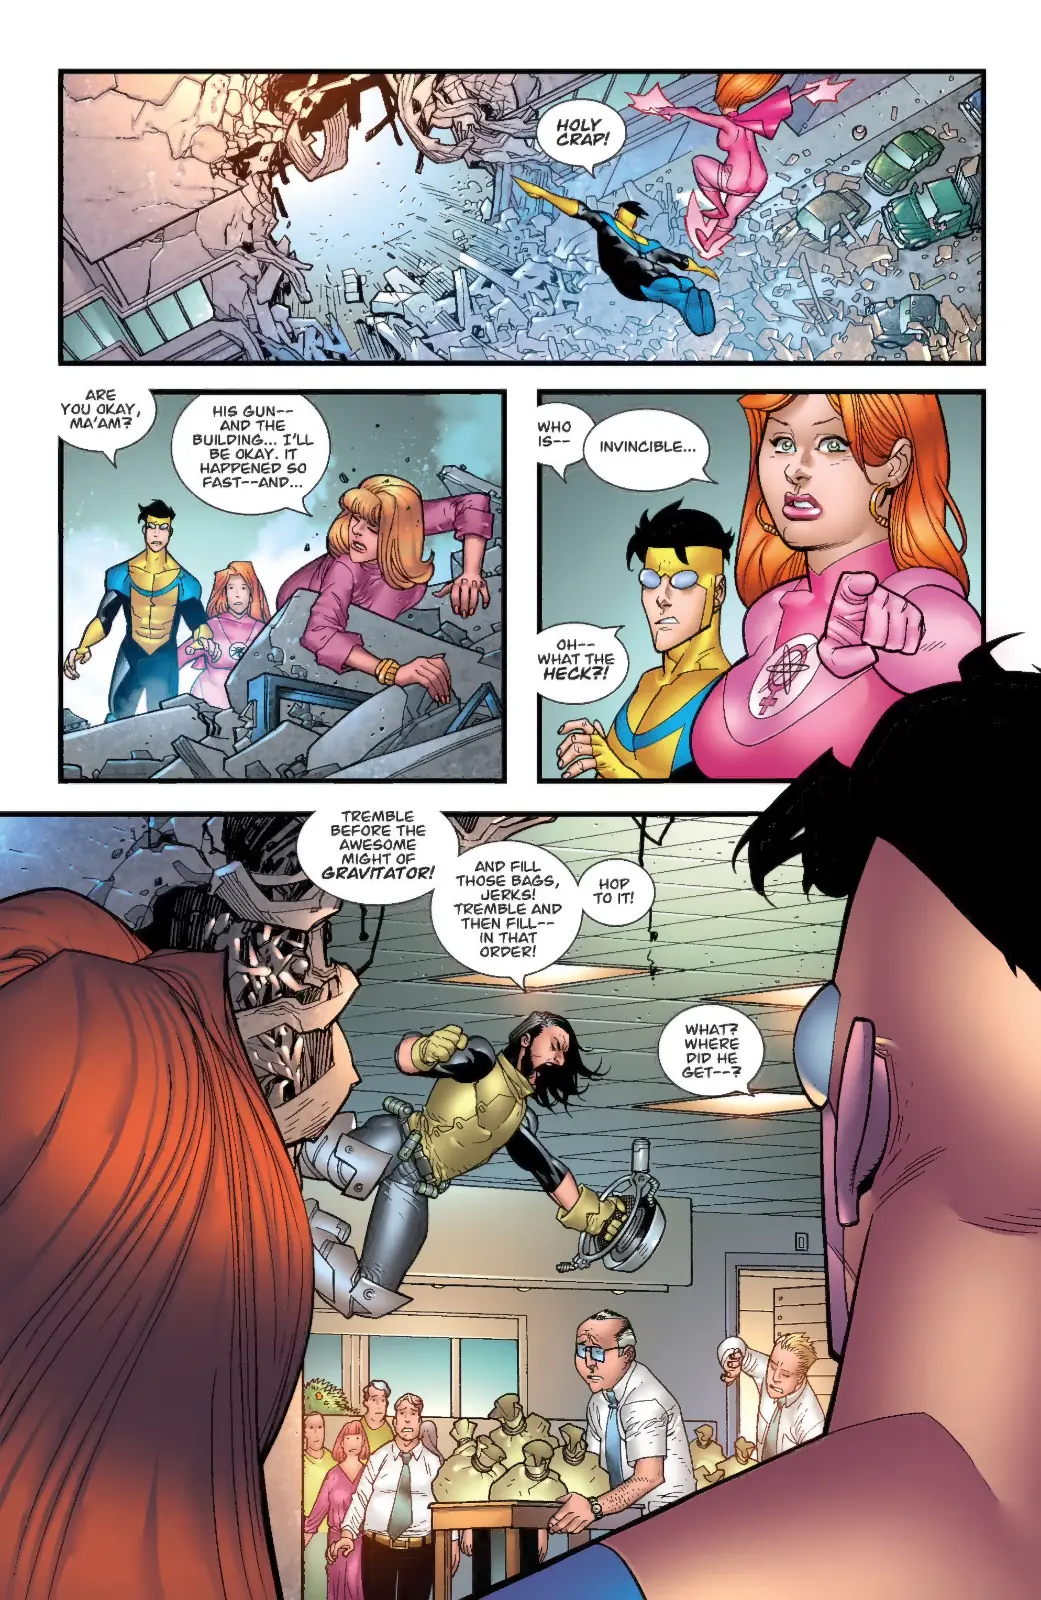 HOLY
CRAP!
ARE
YOU OKAY,
MA'AM?
HIS GUN--
AND THE
BUILDING... I'LL
BE OKAY. IT
HAPPENED SO
FAST--AND...
WHO
IS--
INVINCIBLE...
OH--
WHAT THE
HECK?!
TREMBLE
BEFORE THE
AWESOME
MIGHT OF
GRAVITATOR!
AND FILL
THOSE BAGS,
JERKS!
TREMBLE AND
THEN FILL--
IN THAT
ORDER!
HOP
TO IT!
WHAT?
WHERE
DID HE
GET--?